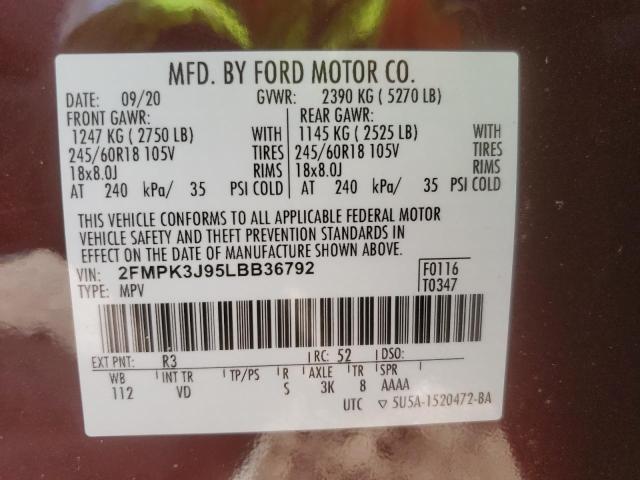 MFD. BY FORD MOTOR CO.
DATE: 09/20 GVWR: 2390 KG ( 5270 LB)
FRONT GAWR: REAR GAWR:
1247 KG ( 2750 LB) WITH 1145 KG ( 2525 LB) WITH
245/60R18 105V TIRES 245/60R18 105V TIRES
18x8.0J RIMS 18x8.0J RIMS
AT 240 kPa/ 35 PSI COLD AT 240 kPa/ 35 PSI COLD
THIS VEHICLE CONFORMS TO ALL APPLICABLE FEDERAL MOTOR
VEHICLE SAFETY AND THEFT PREVENTION STANDARDS IN
EFFECT ON THE DATE OF MANUFACTURE SHOWN ABOVE.
VIN: 2FMPK3J95LBB36792 F0116
TYPE: MPV T0347
EXT PNT: R3 RC: 52 DSO:
WB INT TR TP/PS R AXLE TR SPR
112 VD S 3K 8 AAAA
UTC ▽ 5U5A-1520472-BA